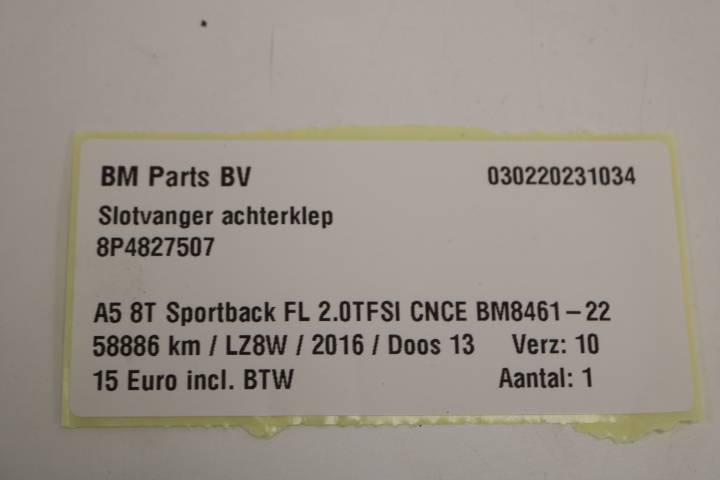 BM Parts BV 030220231034
Slotvanger achterklep
8P4827507
A5 8T Sportback FL 2.0TFSI CNCE BM8461-22
58886 km / LZ8W / 2016 / Doos 13 Verz: 10
15 Euro incl. BTW Aantal: 1